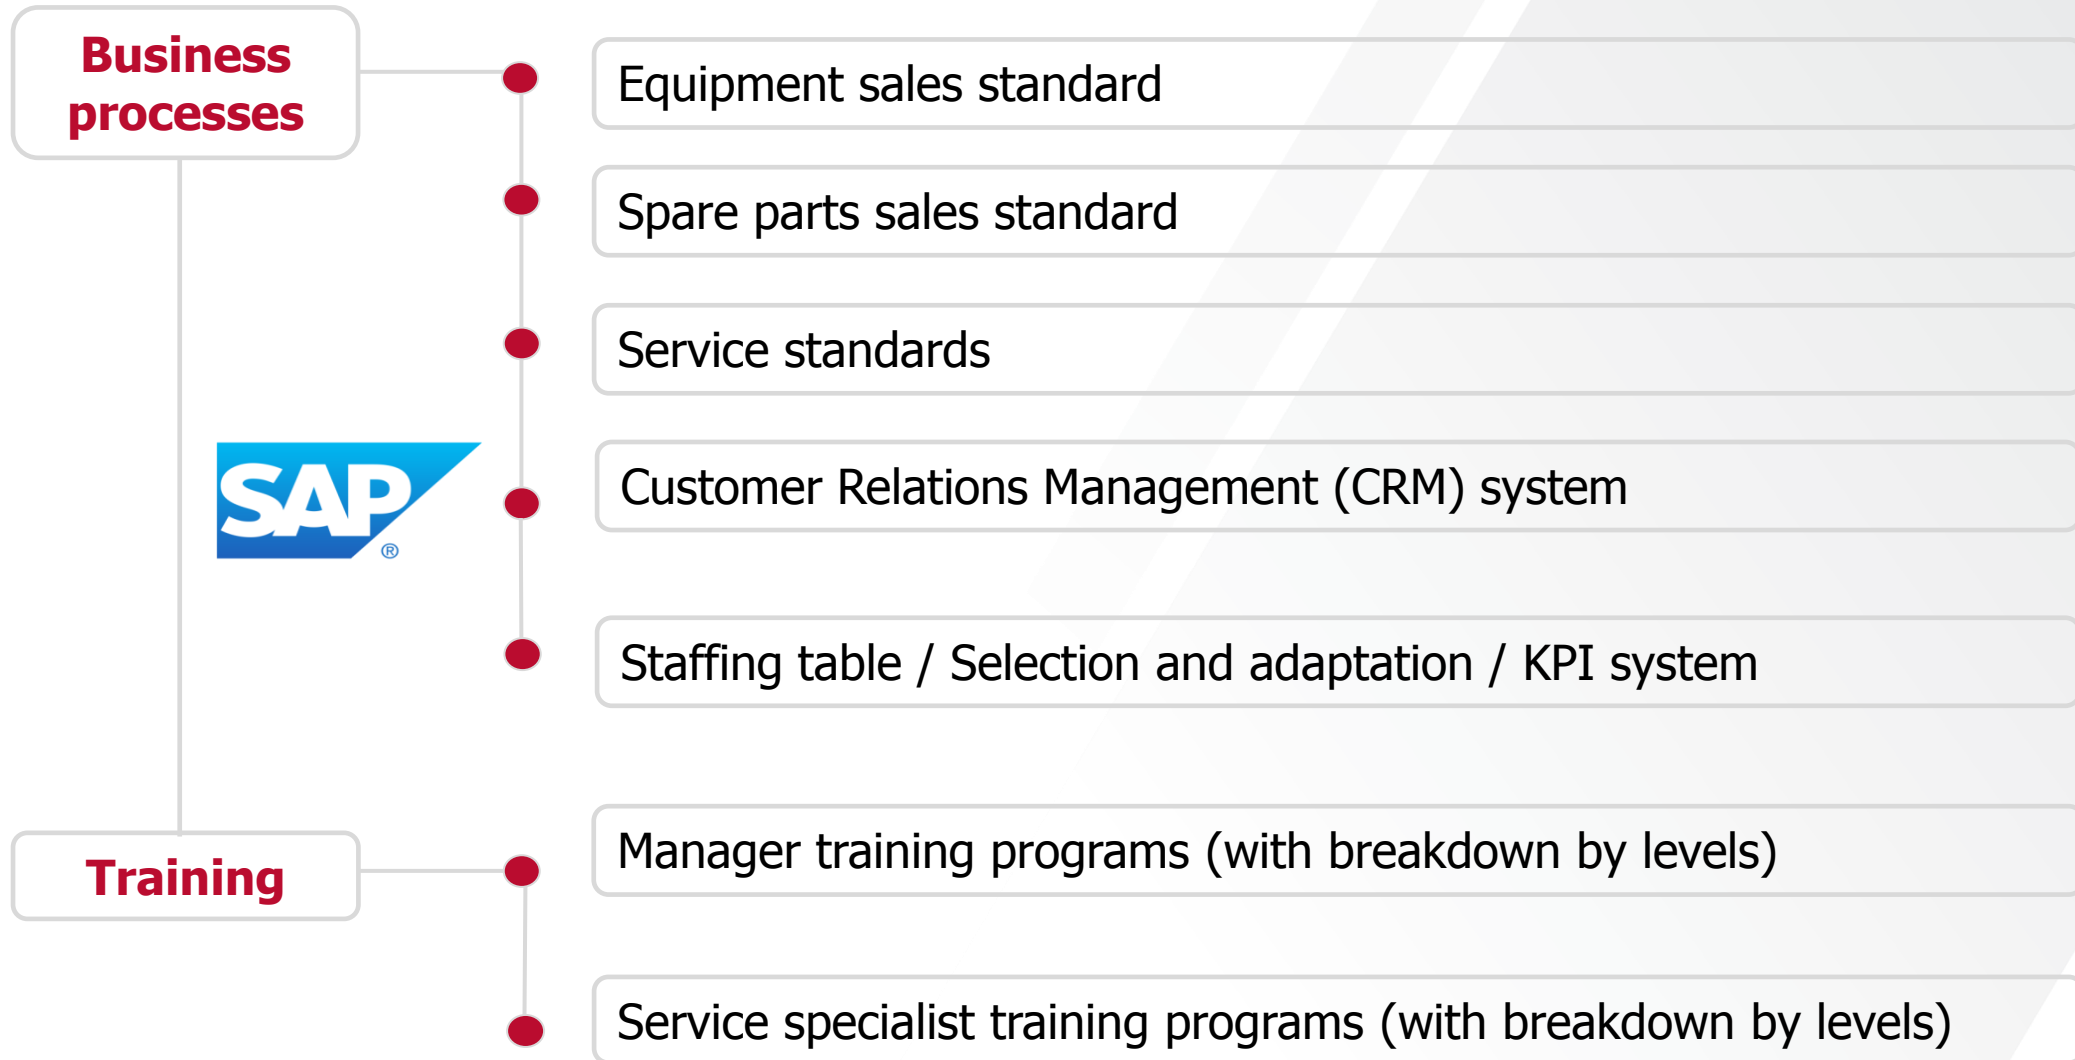 Business
processes
Equipment sales standard
Spare parts sales standard
Service standards
SAP
®
Customer Relations Management (CRM) system
Staffing table / Selection and adaptation / KPI system
Training
Manager training programs (with breakdown by levels)
Service specialist training programs (with breakdown by levels)